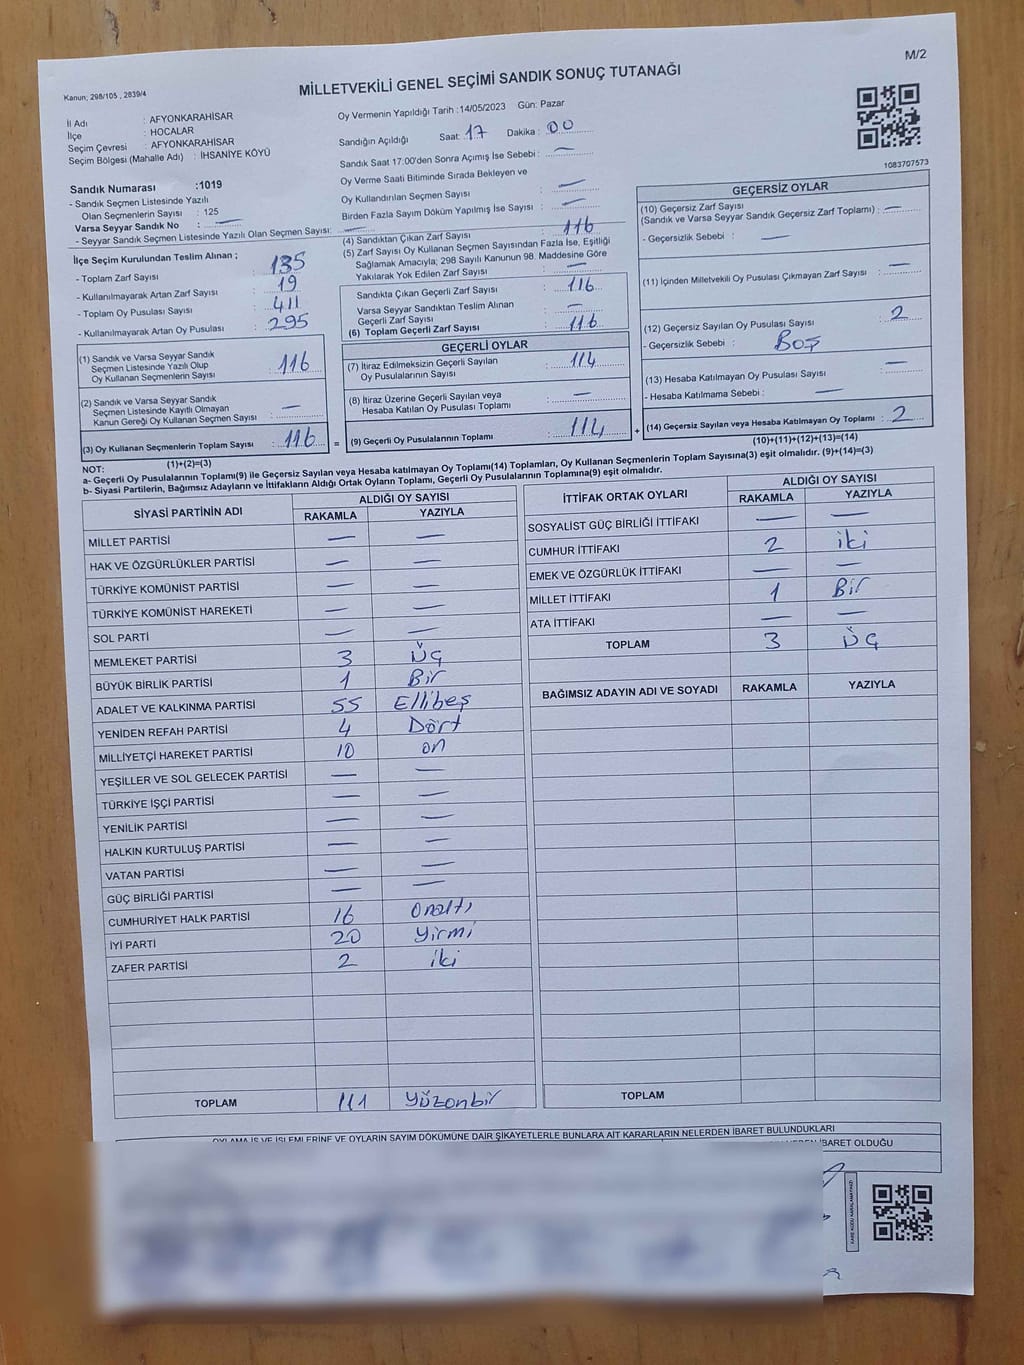 M/2
MİLLETVEKİLİ GENEL SEÇİMİ SANDIK SONUÇ TUTANAĞI
Kanun; 298/105 , 2839/4
İl Adı : AFYONKARAHİSAR
İlçe : HOCALAR
Seçim Çevresi : AFYONKARAHİSAR
Seçim Bölgesi (Mahalle Adı) : İHSANİYE KÖYÜ
Sandık Numarası :1019
- Sandık Seçmen Listesinde Yazılı
Olan Seçmenlerin Sayısı : 125
Varsa Seyyar Sandık No : —
- Seyyar Sandık Seçmen Listesinde Yazılı Olan Seçmen Sayısı: —
Oy Vermenin Yapıldığı Tarih :14/05/2023 Gün: Pazar
Sandığın Açıldığı Saat: 17 Dakika : 00
Sandık Saat 17:00'den Sonra Açımış İse Sebebi : —
Oy Verme Saati Bitiminde Sırada Bekleyen ve
Oy Kullandırılan Seçmen Sayısı : —
Birden Fazla Sayım Döküm Yapılmış İse Sayısı : —
1083707573
İlçe Seçim Kurulundan Teslim Alınan ;
- Toplam Zarf Sayısı : 135
- Kullanılmayarak Artan Zarf Sayısı : 19
- Toplam Oy Pusulası Sayısı : 411
- Kullanılmayarak Artan Oy Pusulası : 295
(1) Sandık ve Varsa Seyyar Sandık
Seçmen Listesinde Yazılı Olup
Oy Kullanan Seçmenlerin Sayısı : 116
(2) Sandık ve Varsa Seyyar Sandık
Seçmen Listesinde Kayıtlı Olmayan
Kanun Gereği Oy Kullanan Seçmen Sayısı : —
(3) Oy Kullanan Seçmenlerin Toplam Sayısı : 116 =
(1)+(2)=(3)
(4) Sandıktan Çıkan Zarf Sayısı : 116
(5) Zarf Sayısı Oy Kullanan Seçmen Sayısından Fazla İse, Eşitliği
Sağlamak Amacıyla; 298 Sayılı Kanunun 98. Maddesine Göre
Yakılarak Yok Edilen Zarf Sayısı : —
Sandıkta Çıkan Geçerli Zarf Sayısı : 116
Varsa Seyyar Sandıktan Teslim Alınan
Geçerli Zarf Sayısı : —
(6) Toplam Geçerli Zarf Sayısı : 116
GEÇERLİ OYLAR
(7) İtiraz Edilmeksizin Geçerli Sayılan
Oy Pusulalarının Sayısı : 114
(8) İtiraz Üzerine Geçerli Sayılan veya
Hesaba Katılan Oy Pusulası Toplamı : —
(9) Geçerli Oy Pusulalarının Toplamı : 114 +
GEÇERSİZ OYLAR
(10) Geçersiz Zarf Sayısı
(Sandık ve Varsa Seyyar Sandık Geçersiz Zarf Toplamı) : —
- Geçersizlik Sebebi : —
(11) İçinden Milletvekili Oy Pusulası Çıkmayan Zarf Sayısı : —
(12) Geçersiz Sayılan Oy Pusulası Sayısı : 2
- Geçersizlik Sebebi : BOŞ
(13) Hesaba Katılmayan Oy Pusulası Sayısı : —
- Hesaba Katılmama Sebebi : —
(14) Geçersiz Sayılan veya Hesaba Katılmayan Oy Toplamı : 2
(10)+(11)+(12)+(13)=(14)
NOT:
a- Geçerli Oy Pusulalarının Toplamı(9) ile Geçersiz Sayılan veya Hesaba katılmayan Oy Toplamı(14) Toplamları, Oy Kullanan Seçmenlerin Toplam Sayısına(3) eşit olmalıdır. (9)+(14)=(3)
b- Siyasi Partilerin, Bağımsız Adayların ve İttifakların Aldığı Ortak Oyların Toplamı, Geçerli Oy Pusulalarının Toplamına(9) eşit olmalıdır.
SİYASİ PARTİNİN ADI ALDIĞI OY SAYISI
RAKAMLA YAZIYLA
MİLLET PARTİSİ — —
HAK VE ÖZGÜRLÜKLER PARTİSİ — —
TÜRKİYE KOMÜNİST PARTİSİ — —
TÜRKİYE KOMÜNİST HAREKETİ — —
SOL PARTİ — —
MEMLEKET PARTİSİ 3 Üç
BÜYÜK BİRLİK PARTİSİ 1 Bir
ADALET VE KALKINMA PARTİSİ 55 Ellibeş
YENİDEN REFAH PARTİSİ 4 Dört
MİLLİYETÇİ HAREKET PARTİSİ 10 on
YEŞİLLER VE SOL GELECEK PARTİSİ — —
TÜRKİYE İŞÇİ PARTİSİ — —
YENİLİK PARTİSİ — —
HALKIN KURTULUŞ PARTİSİ — —
VATAN PARTİSİ — —
GÜÇ BİRLİĞİ PARTİSİ — —
CUMHURİYET HALK PARTİSİ 16 Onaltı
İYİ PARTİ 20 Yirmi
ZAFER PARTİSİ 2 iki
TOPLAM 111 Yüzonbir
İTTİFAK ORTAK OYLARI ALDIĞI OY SAYISI
RAKAMLA YAZIYLA
SOSYALİST GÜÇ BİRLİĞİ İTTİFAKI — —
CUMHUR İTTİFAKI 2 iki
EMEK VE ÖZGÜRLÜK İTTİFAKI — —
MİLLET İTTİFAKI 1 Bir
ATA İTTİFAKI — —
TOPLAM 3 Üç
BAĞIMSIZ ADAYIN ADI VE SOYADI RAKAMLA YAZIYLA
TOPLAM
OYLAMA İŞ VE İŞLEMLERİNE VE OYLARIN SAYIM DÖKÜMÜNE DAİR ŞİKAYETLERLE BUNLARA AİT KARARLARIN NELERDEN İBARET BULUNDUKLARI
İBARET OLDUĞU